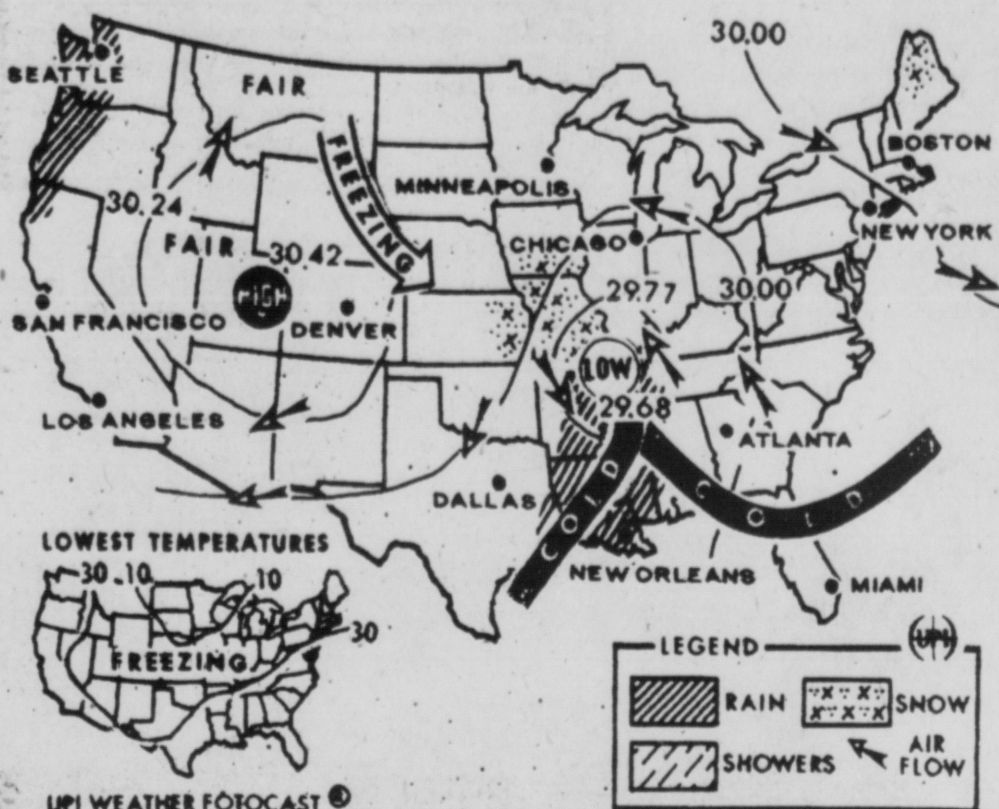 30.00
SEATTLE
FAIR
BOSTON
FREEZING
MINNEAPOLIS
30.24
NEW YORK
FAIR
30.42
CHICAGO
HIGH
29.77
30.00
SAN FRANCISCO
DENVER
LOW
29.68
LOS ANGELES
ATLANTA
DALLAS
COLD
COLD
NEW ORLEANS
MIAMI
LOWEST TEMPERATURES
30
10
10
30
FREEZING
UPI WEATHER FOTOCAST
LEGEND
UPI
RAIN
SNOW
SHOWERS
AIR
FLOW